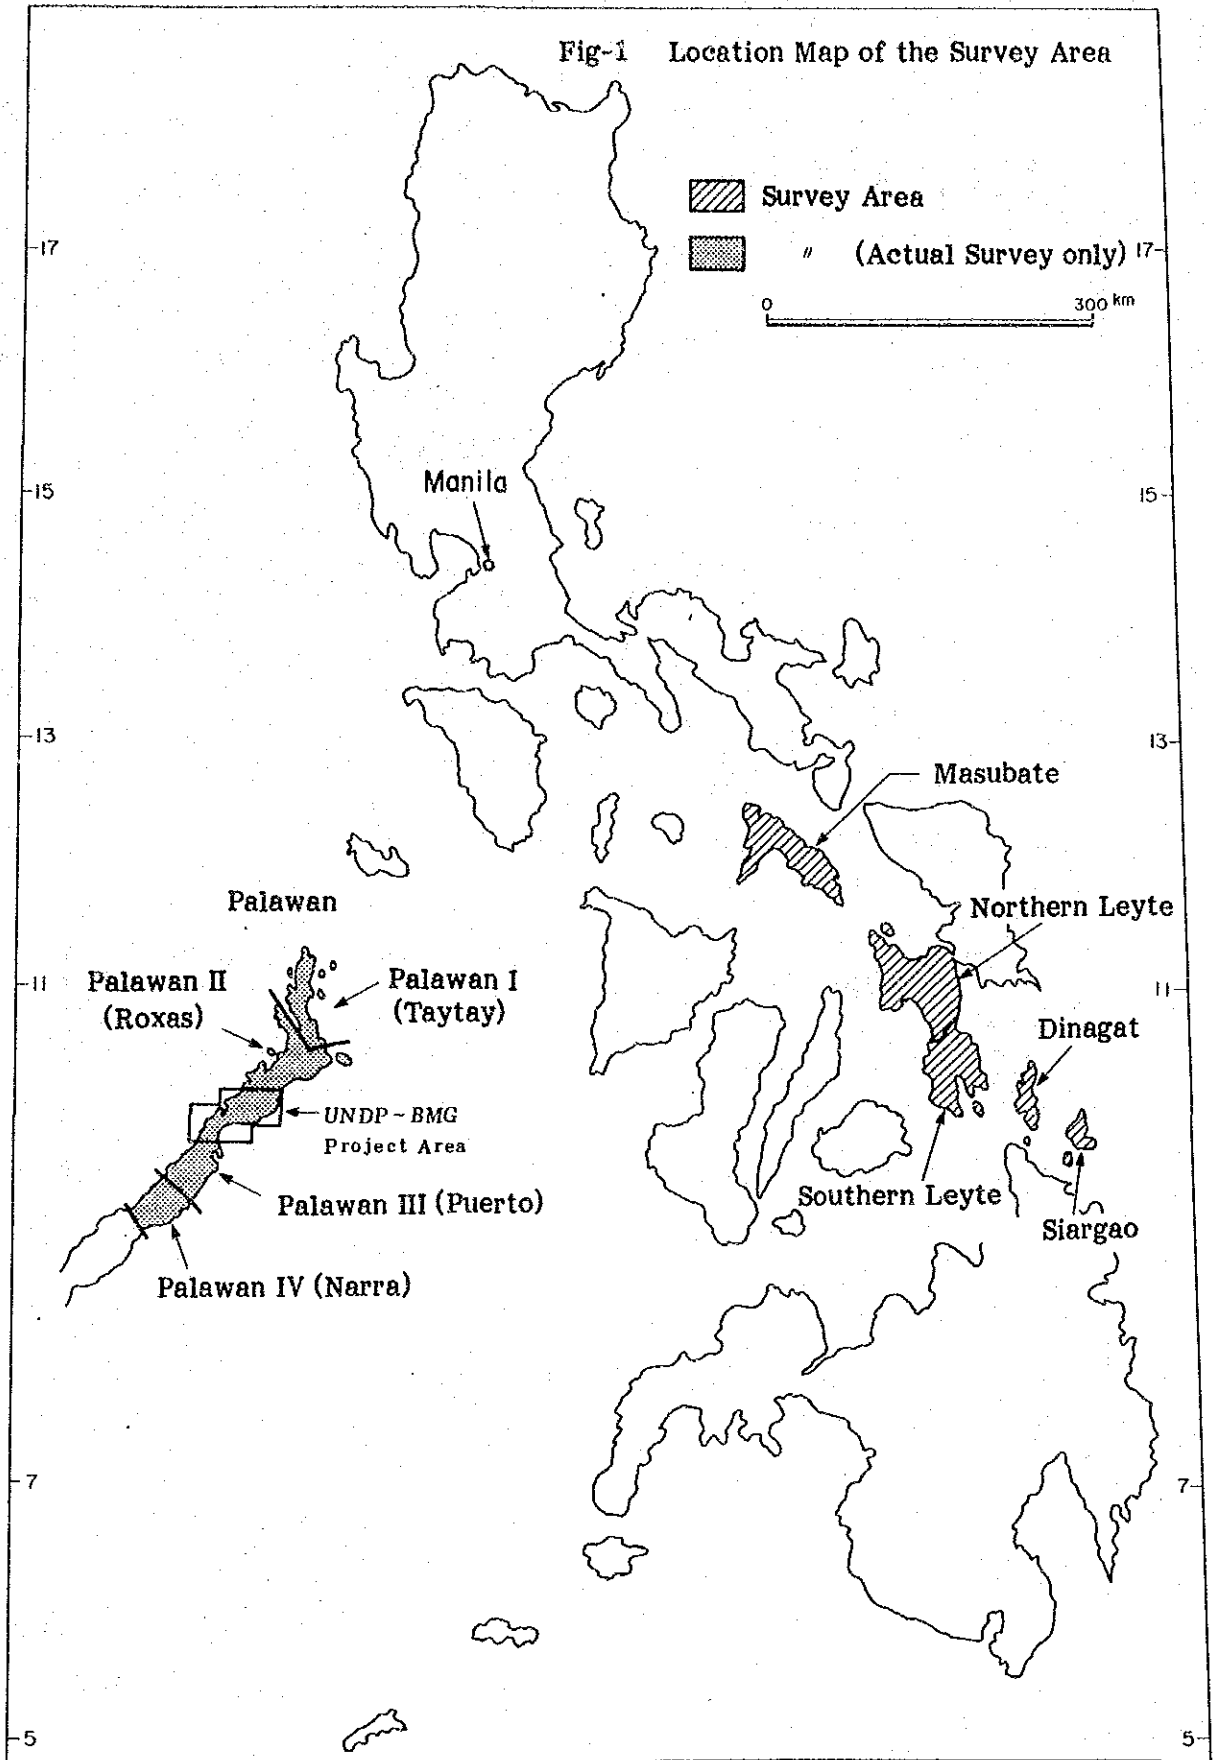 Fig-1 Location Map of the Survey Area
Survey Area
17
〃 (Actual Survey only)
17
0 300 km
Manila
15
15
13
13
Masubate
Palawan
Northern Leyte
Palawan II
(Roxas)
Palawan I
(Taytay)
11
11
Dinagat
UNDP-BMG
Project Area
Palawan III (Puerto)
Southern Leyte
Siargao
Palawan IV (Narra)
7
7
5
5